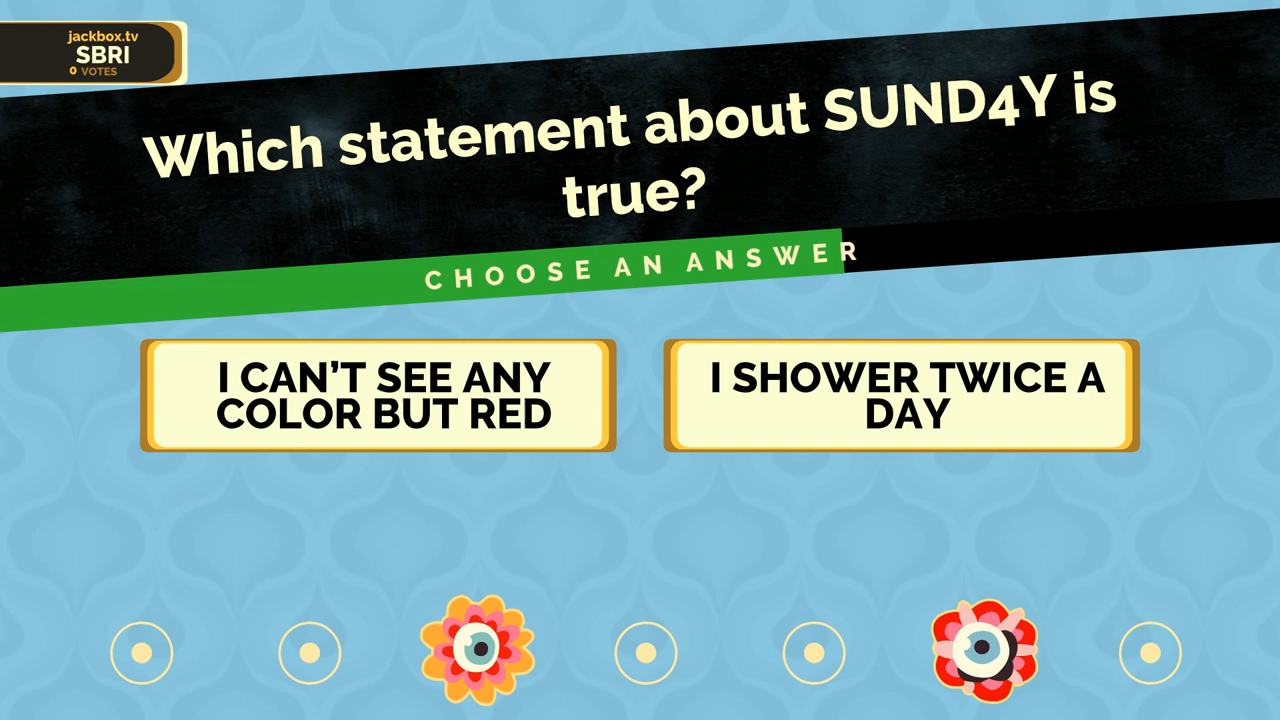 jackbox.tv
SBRI
0 VOTES
Which statement about SUND4Y is
true?
CHOOSE AN ANSWER
I CAN'T SEE ANY
COLOR BUT RED
I SHOWER TWICE A
DAY